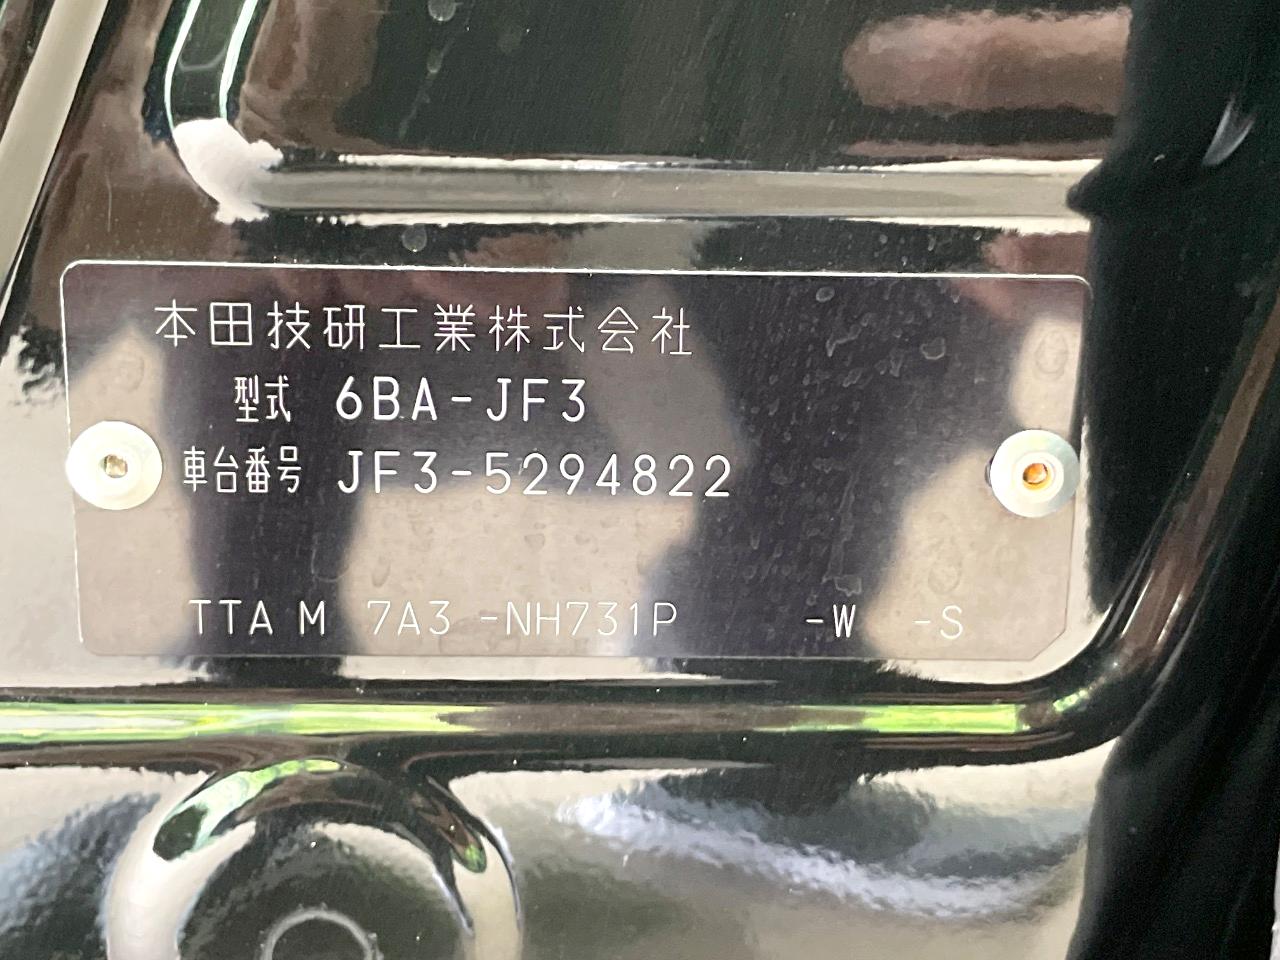 本田技研工業株式会社
型式 6BA-JF3
車台番号 JF3-5294822
TTA M 7A3 -NH731P -W -S